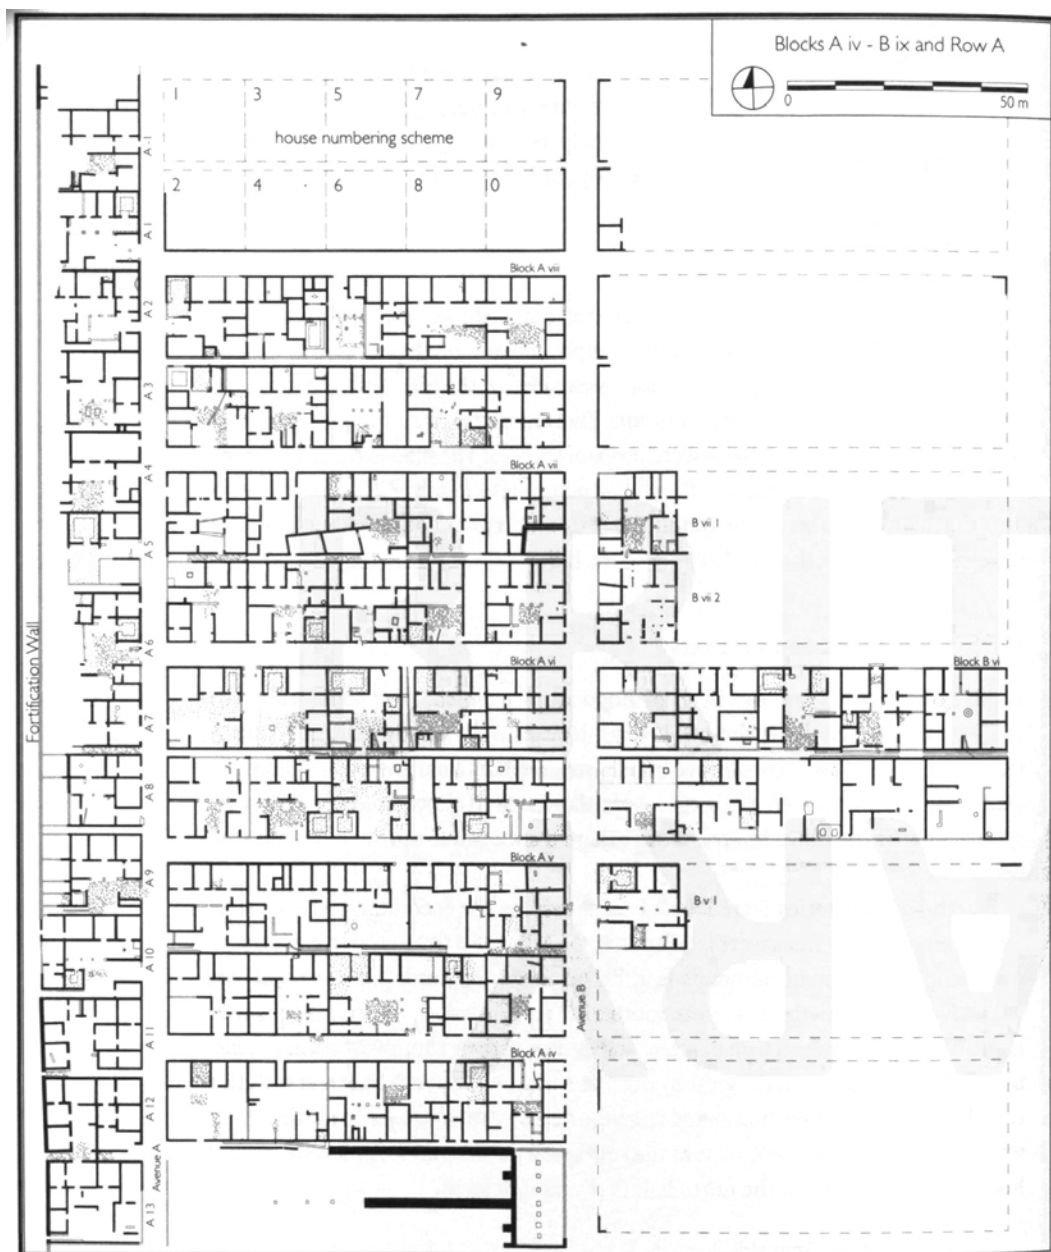 Blocks A iv - B ix and Row A
0
50 m
1
3
5
7
9
house numbering scheme
2
4
6
8
10
A -1
A 1
A 2
A 3
A 4
A 5
A 6
A 7
A 8
A 9
A 10
A 11
A 12
A 13
Fortification Wall
Avenue A
Avenue B
Block A viii
Block A vii
B vii 1
B vii 2
Block A vi
Block B vi
Block A v
B v 1
Block A iv